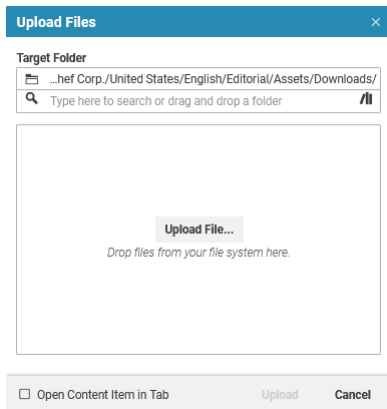 Upload Files
Target Folder
...hef Corp./United States/English/Editorial/Assets/Downloads/
Type here to search or drag and drop a folder
Upload File...
Drop files from your file system here.
Open Content Item in Tab
Upload
Cancel